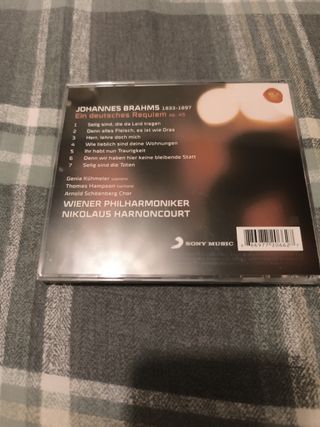 JOHANNES BRAHMS 1833-1897
Ein deutsches Requiem op. 45
1 Selig sind, die da Leid tragen
2 Denn alles Fleisch, es ist wie Gras
3 Herr, lehre doch mich
4 Wie lieblich sind deine Wohnungen
5 Ihr habt nun Traurigkeit
6 Denn wir haben hier keine bleibende Statt
7 Selig sind die Toten
Genia Kühmeier soprano
Thomas Hampson baritone
Arnold Schoenberg Chor
WIENER PHILHARMONIKER
NIKOLAUS HARNONCOURT
SONY MUSIC